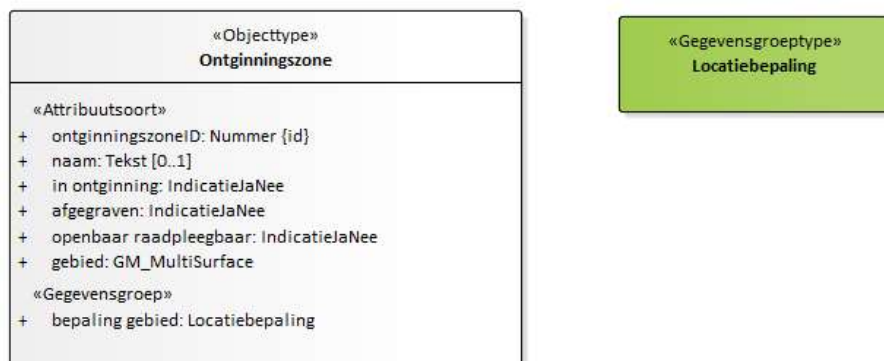 «Objecttype»
Ontginningszone
«Attribuutsoort»
+ ontginningszoneID: Nummer {id}
+ naam: Tekst [0..1]
+ in ontginning: IndicatieJaNee
+ afgegraven: IndicatieJaNee
+ openbaar raadpleegbaar: IndicatieJaNee
+ gebied: GM_MultiSurface
«Gegevensgroep»
+ bepaling gebied: Locatiebepaling
«Gegevensgroeptype»
Locatiebepaling